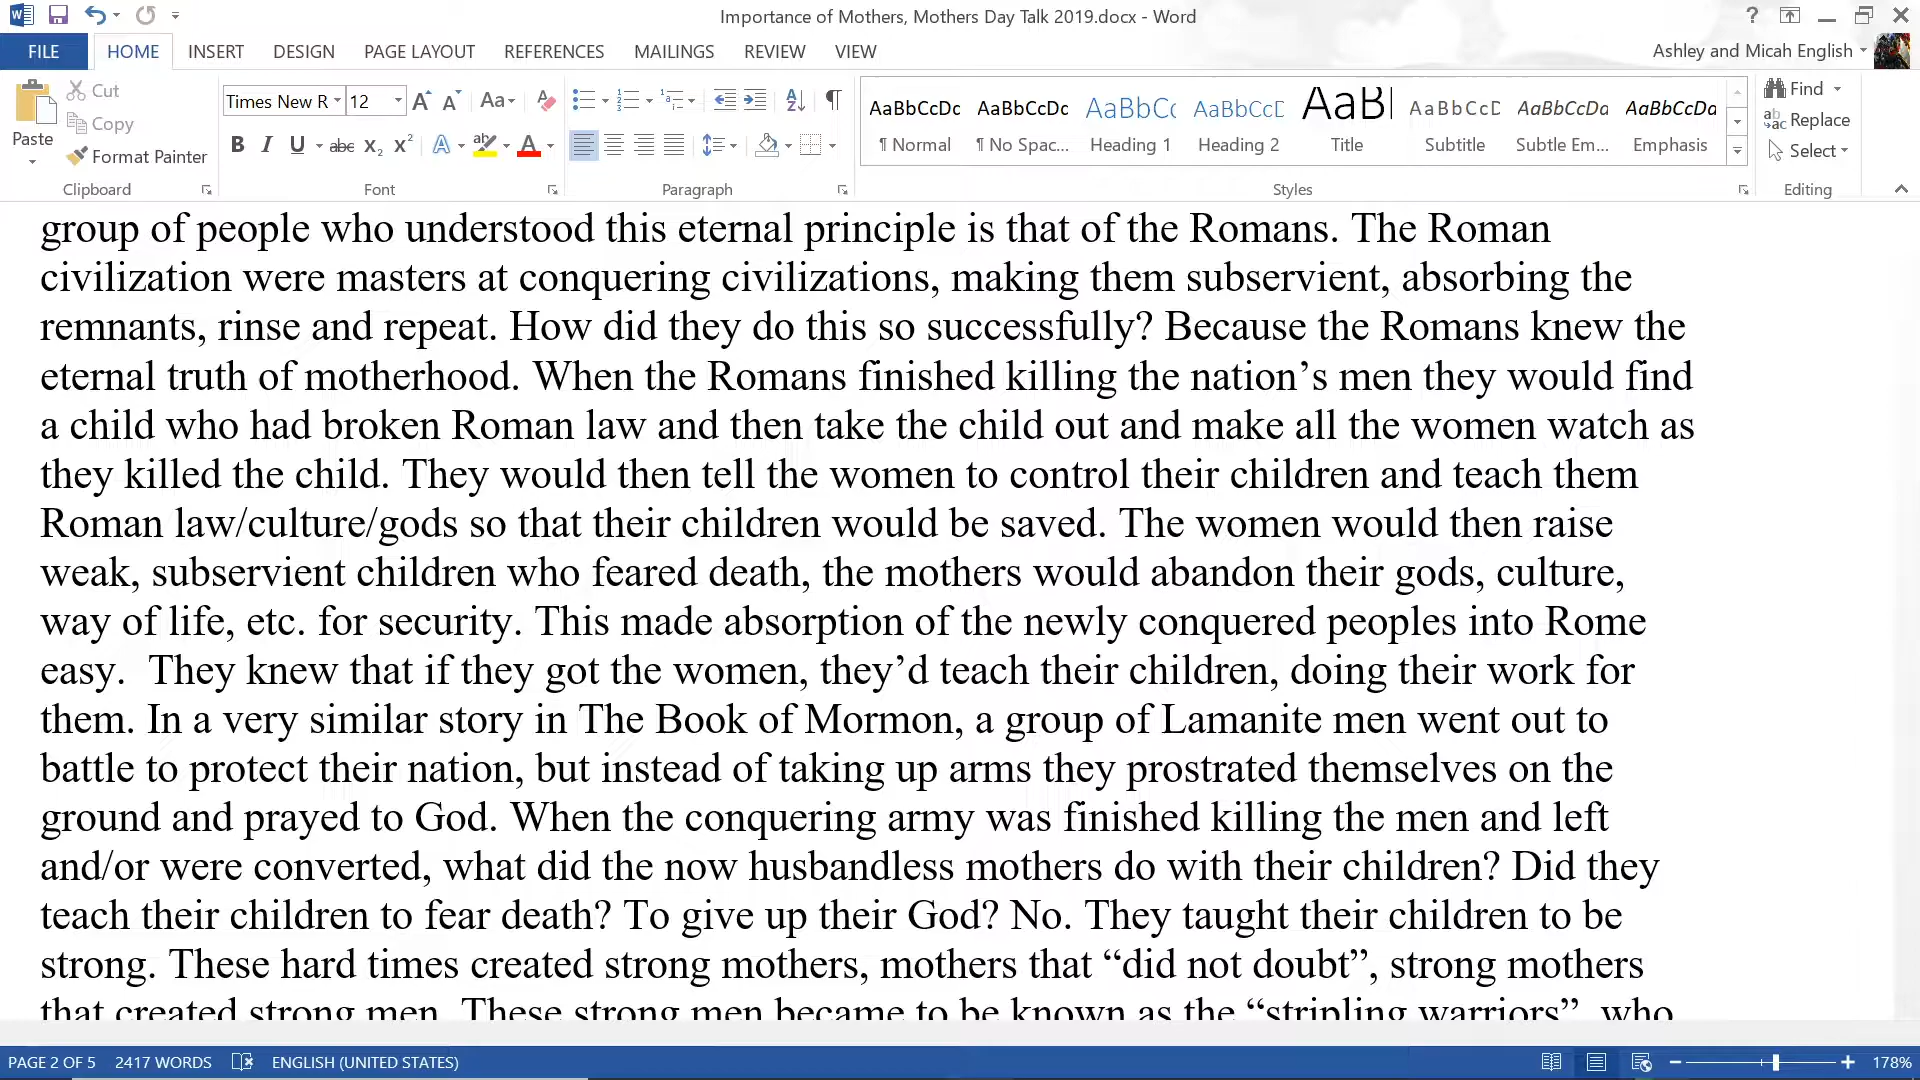 Importance of Mothers, Mothers Day Talk 2019.docx - Word
FILE HOME INSERT DESIGN PAGE LAYOUT REFERENCES MAILINGS REVIEW VIEW
Ashley and Micah English
Paste
Cut
Copy
Format Painter
Clipboard
Times New R 12
Font
Paragraph
AaBbCcDc AaBbCcDc AaBbCc AaBbCcD AaBl AaBbCcD AaBbCcDa AaBbCcDa
¶ Normal ¶ No Spac... Heading 1 Heading 2 Title Subtitle Subtle Em... Emphasis
Styles
Find
Replace
Select
Editing
group of people who understood this eternal principle is that of the Romans. The Roman
civilization were masters at conquering civilizations, making them subservient, absorbing the
remnants, rinse and repeat. How did they do this so successfully? Because the Romans knew the
eternal truth of motherhood. When the Romans finished killing the nation’s men they would find
a child who had broken Roman law and then take the child out and make all the women watch as
they killed the child. They would then tell the women to control their children and teach them
Roman law/culture/gods so that their children would be saved. The women would then raise
weak, subservient children who feared death, the mothers would abandon their gods, culture,
way of life, etc. for security. This made absorption of the newly conquered peoples into Rome
easy.  They knew that if they got the women, they’d teach their children, doing their work for
them. In a very similar story in The Book of Mormon, a group of Lamanite men went out to
battle to protect their nation, but instead of taking up arms they prostrated themselves on the
ground and prayed to God. When the conquering army was finished killing the men and left
and/or were converted, what did the now husbandless mothers do with their children? Did they
teach their children to fear death? To give up their God? No. They taught their children to be
strong. These hard times created strong mothers, mothers that “did not doubt”, strong mothers
that created strong men. These strong men became to be known as the “stripling warriors”, who
PAGE 2 OF 5 2417 WORDS ENGLISH (UNITED STATES) 178%